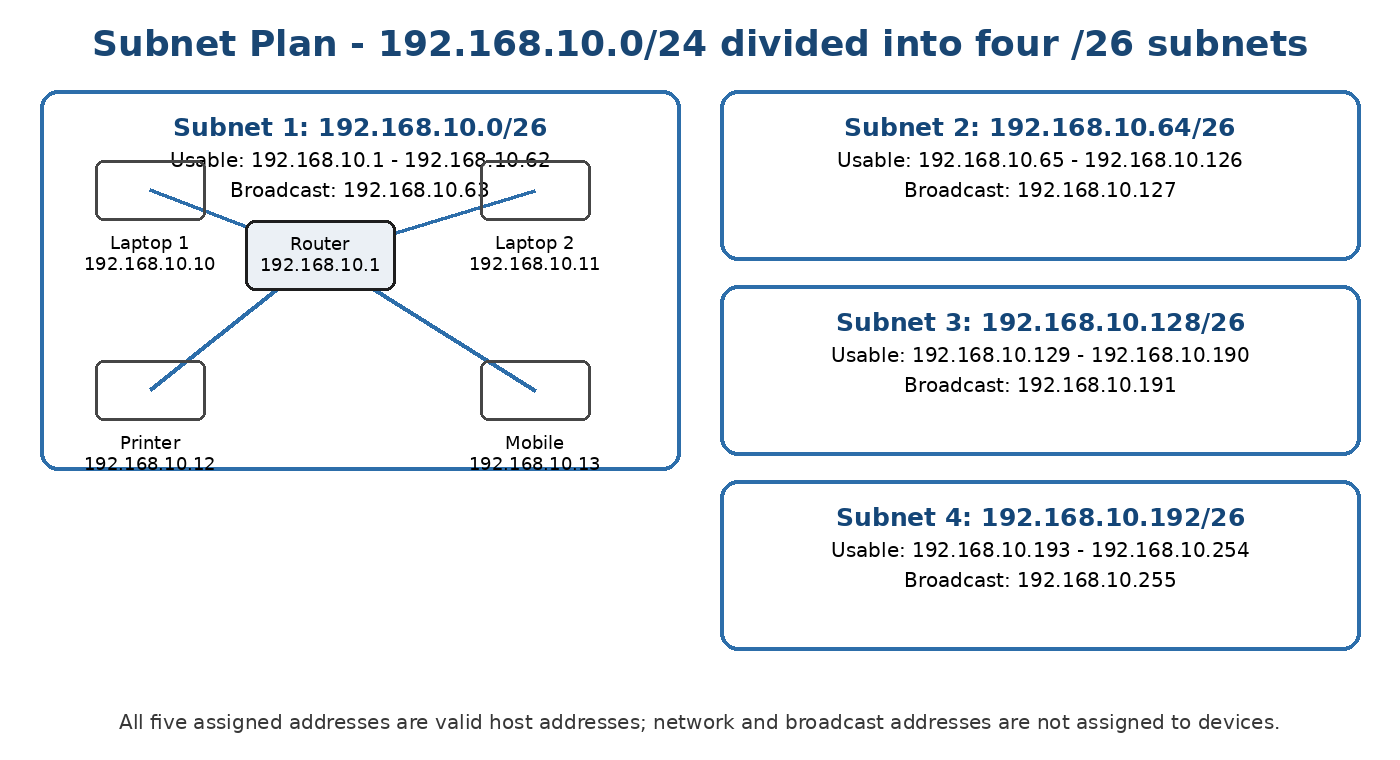 Subnet Plan - 192.168.10.0/24 divided into four /26 subnets
Subnet 1: 192.168.10.0/26
Usable: 192.168.10.1 - 192.168.10.62
Broadcast: 192.168.10.63
Laptop 1
192.168.10.10
Router
192.168.10.1
Laptop 2
192.168.10.11
Printer
192.168.10.12
Mobile
192.168.10.13
Subnet 2: 192.168.10.64/26
Usable: 192.168.10.65 - 192.168.10.126
Broadcast: 192.168.10.127
Subnet 3: 192.168.10.128/26
Usable: 192.168.10.129 - 192.168.10.190
Broadcast: 192.168.10.191
Subnet 4: 192.168.10.192/26
Usable: 192.168.10.193 - 192.168.10.254
Broadcast: 192.168.10.255
All five assigned addresses are valid host addresses; network and broadcast addresses are not assigned to devices.